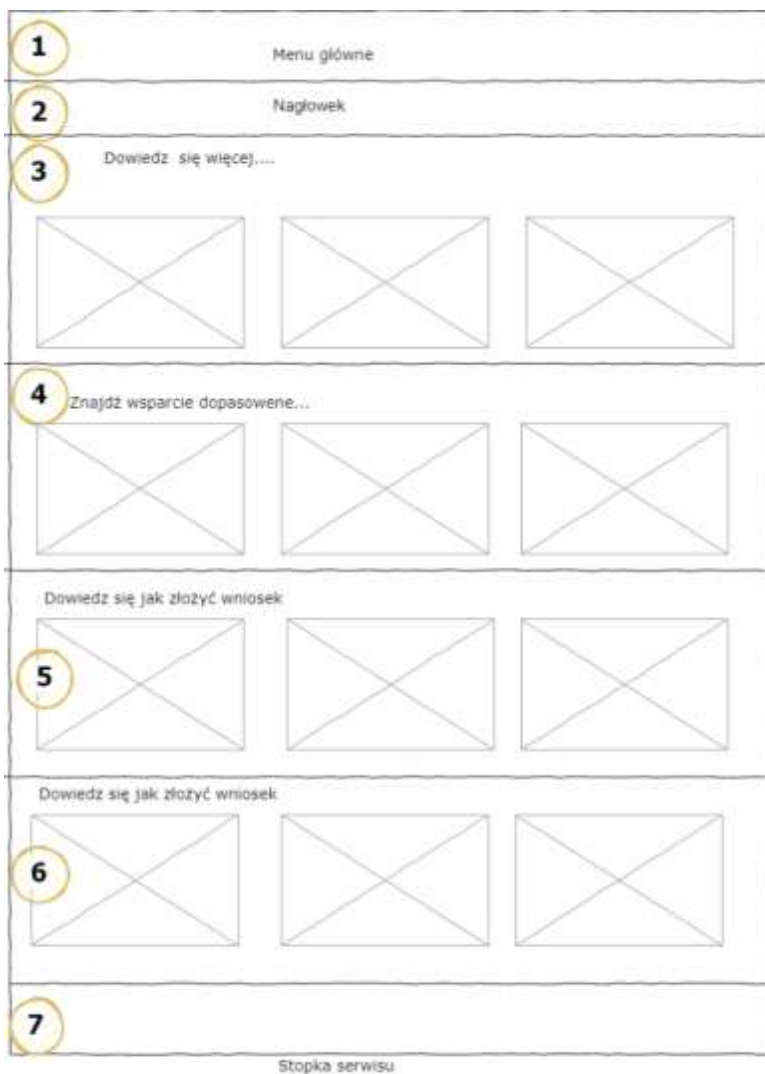 1
Menu główne
2
Nagłowek
3
Dowiedz się więcej....
4
Znajdź wsparcie dopasowene...
Dowiedz się jak złożyć wniosek
5
Dowiedz się jak złożyć wniosek
6
7
Stopka serwisu